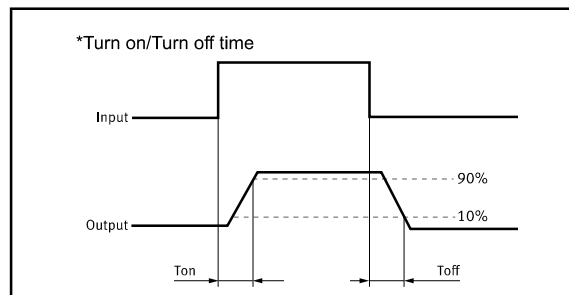 *Turn on/Turn off time
Input
90%
10%
Output
Ton
Toff